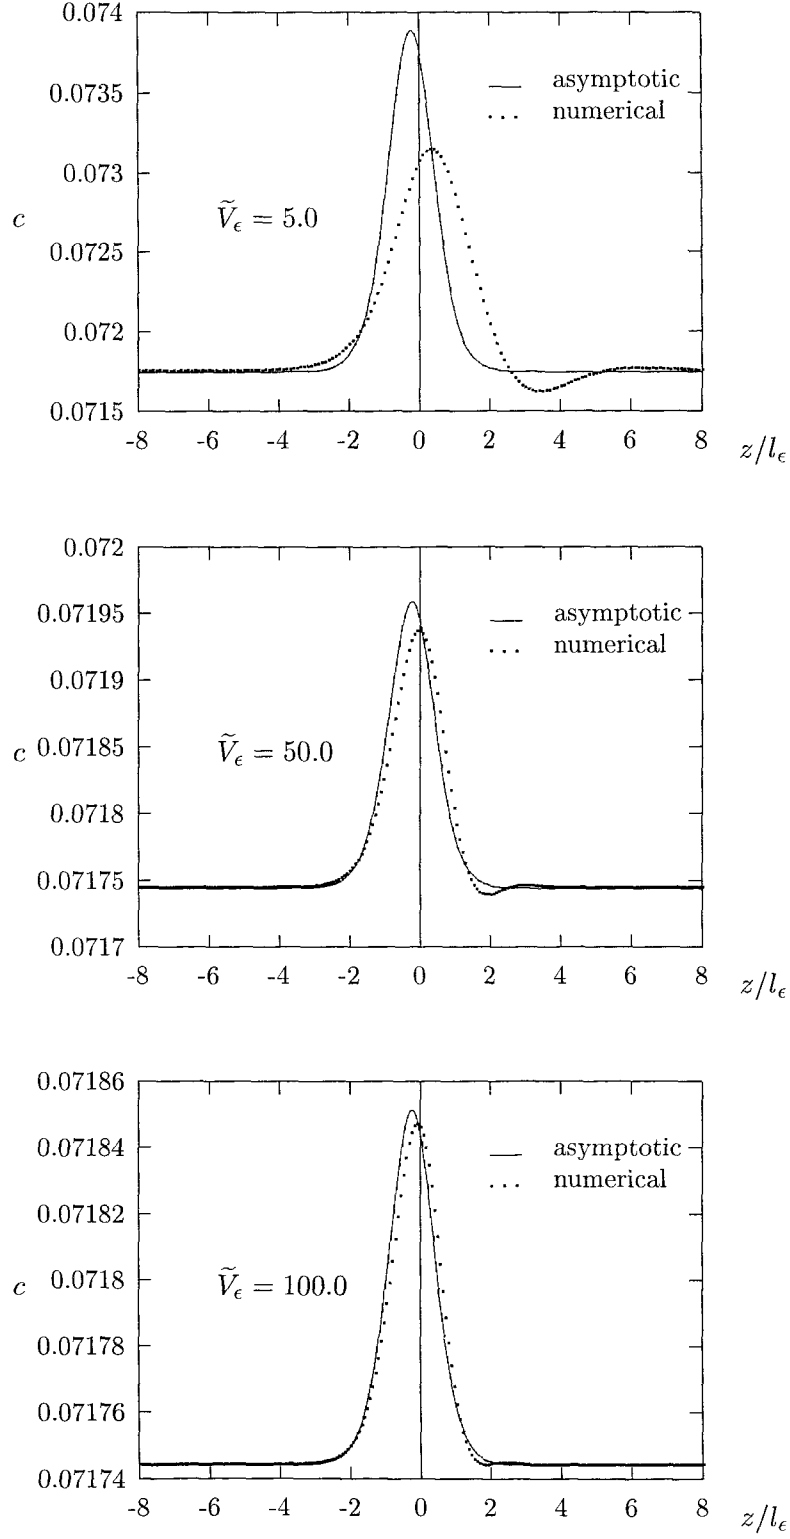 0.074
0.0735
0.073
0.0725
0.072
0.0715
c
asymptotic
numerical
Ṽ_ϵ = 5.0
-8 -6 -4 -2 0 2 4 6 8
z/l_ϵ
0.072
0.07195
0.0719
0.07185
0.0718
0.07175
0.0717
c
asymptotic
numerical
Ṽ_ϵ = 50.0
-8 -6 -4 -2 0 2 4 6 8
z/l_ϵ
0.07186
0.07184
0.07182
0.0718
0.07178
0.07176
0.07174
c
asymptotic
numerical
Ṽ_ϵ = 100.0
-8 -6 -4 -2 0 2 4 6 8
z/l_ϵ